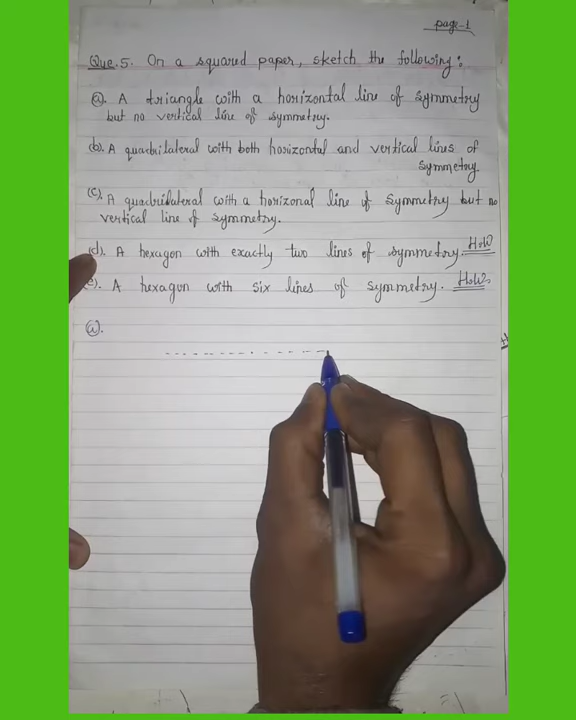 page-1
Que.5. On a squared paper, sketch the following:
(a). A triangle with a horizontal line of symmetry
but no vertical line of symmetry.
(b). A quadrilateral with both horizontal and vertical lines of
symmetry.
(c). A quadrilateral with a horizonal line of symmetry but no
vertical line of symmetry.
(d). A hexagon with exactly two lines of symmetry. H.W
(e). A hexagon with six lines of symmetry. H.W
(a).